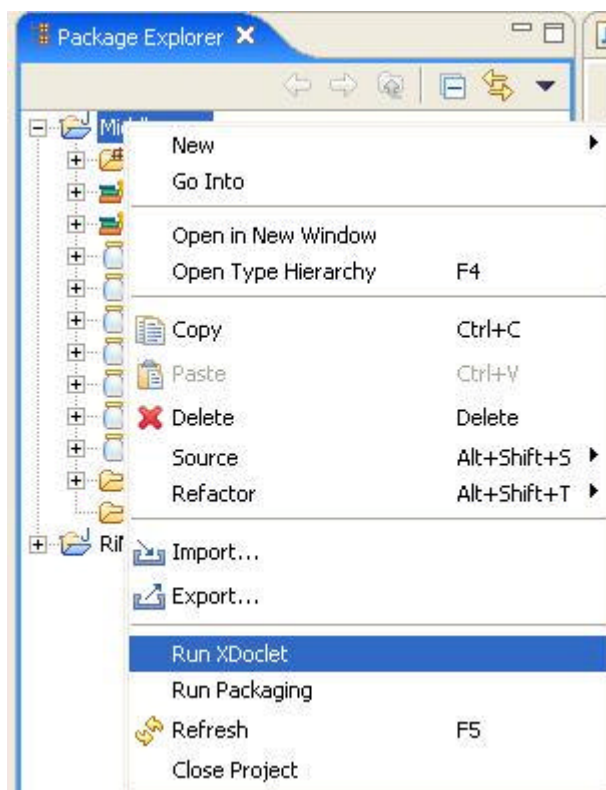 Package Explorer
New
Go Into
Open in New Window
Open Type Hierarchy F4
Copy Ctrl+C
Paste Ctrl+V
Delete Delete
Source Alt+Shift+S
Refactor Alt+Shift+T
Import...
Export...
Run XDoclet
Run Packaging
Refresh F5
Close Project